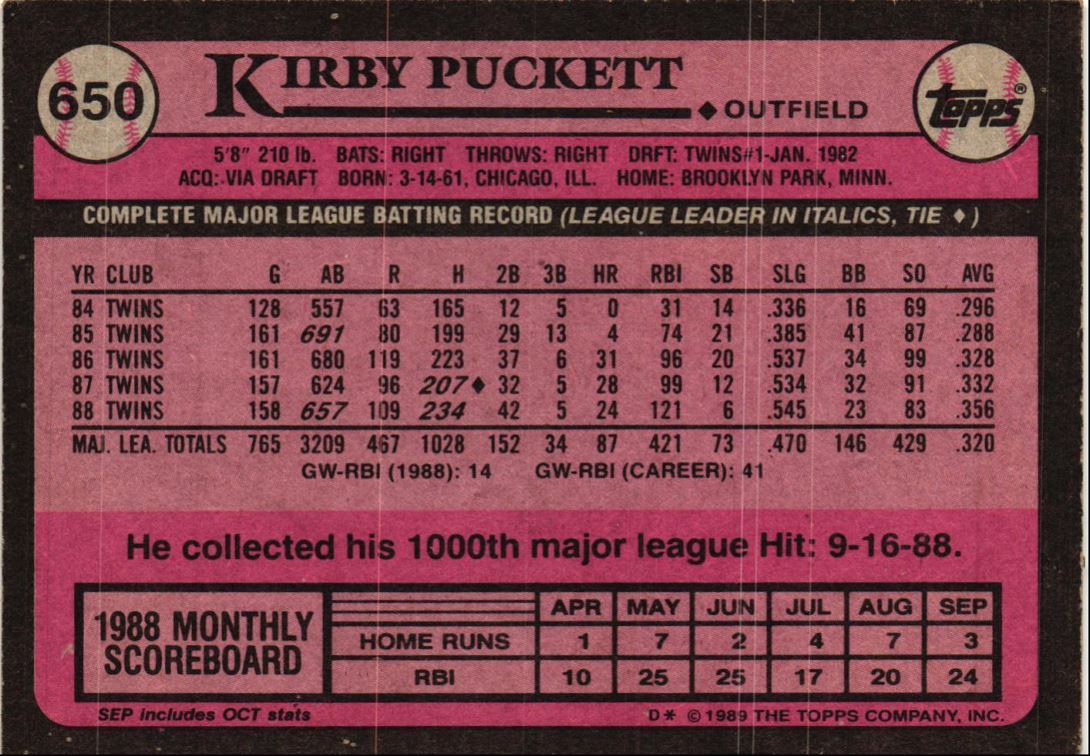 650
KIRBY PUCKETT
◆ OUTFIELD
Topps®
5'8" 210 lb. BATS: RIGHT THROWS: RIGHT DRFT: TWINS#1-JAN. 1982
ACQ: VIA DRAFT BORN: 3-14-61, CHICAGO, ILL. HOME: BROOKLYN PARK, MINN.
COMPLETE MAJOR LEAGUE BATTING RECORD (LEAGUE LEADER IN ITALICS, TIE ◆)
YR CLUB G AB R H 2B 3B HR RBI SB SLG BB SO AVG
84 TWINS 128 557 63 165 12 5 0 31 14 .336 16 69 .296
85 TWINS 161 691 80 199 29 13 4 74 21 .385 41 87 .288
86 TWINS 161 680 119 223 37 6 31 96 20 .537 34 99 .328
87 TWINS 157 624 96 207◆ 32 5 28 99 12 .534 32 91 .332
88 TWINS 158 657 109 234 42 5 24 121 6 .545 23 83 .356
MAJ. LEA. TOTALS 765 3209 467 1028 152 34 87 421 73 .470 146 429 .320
GW-RBI (1988): 14 GW-RBI (CAREER): 41
He collected his 1000th major league Hit: 9-16-88.
1988 MONTHLY
SCOREBOARD
APR MAY JUN JUL AUG SEP
HOME RUNS 1 7 2 4 7 3
RBI 10 25 25 17 20 24
SEP includes OCT stats
D* © 1989 THE TOPPS COMPANY, INC.